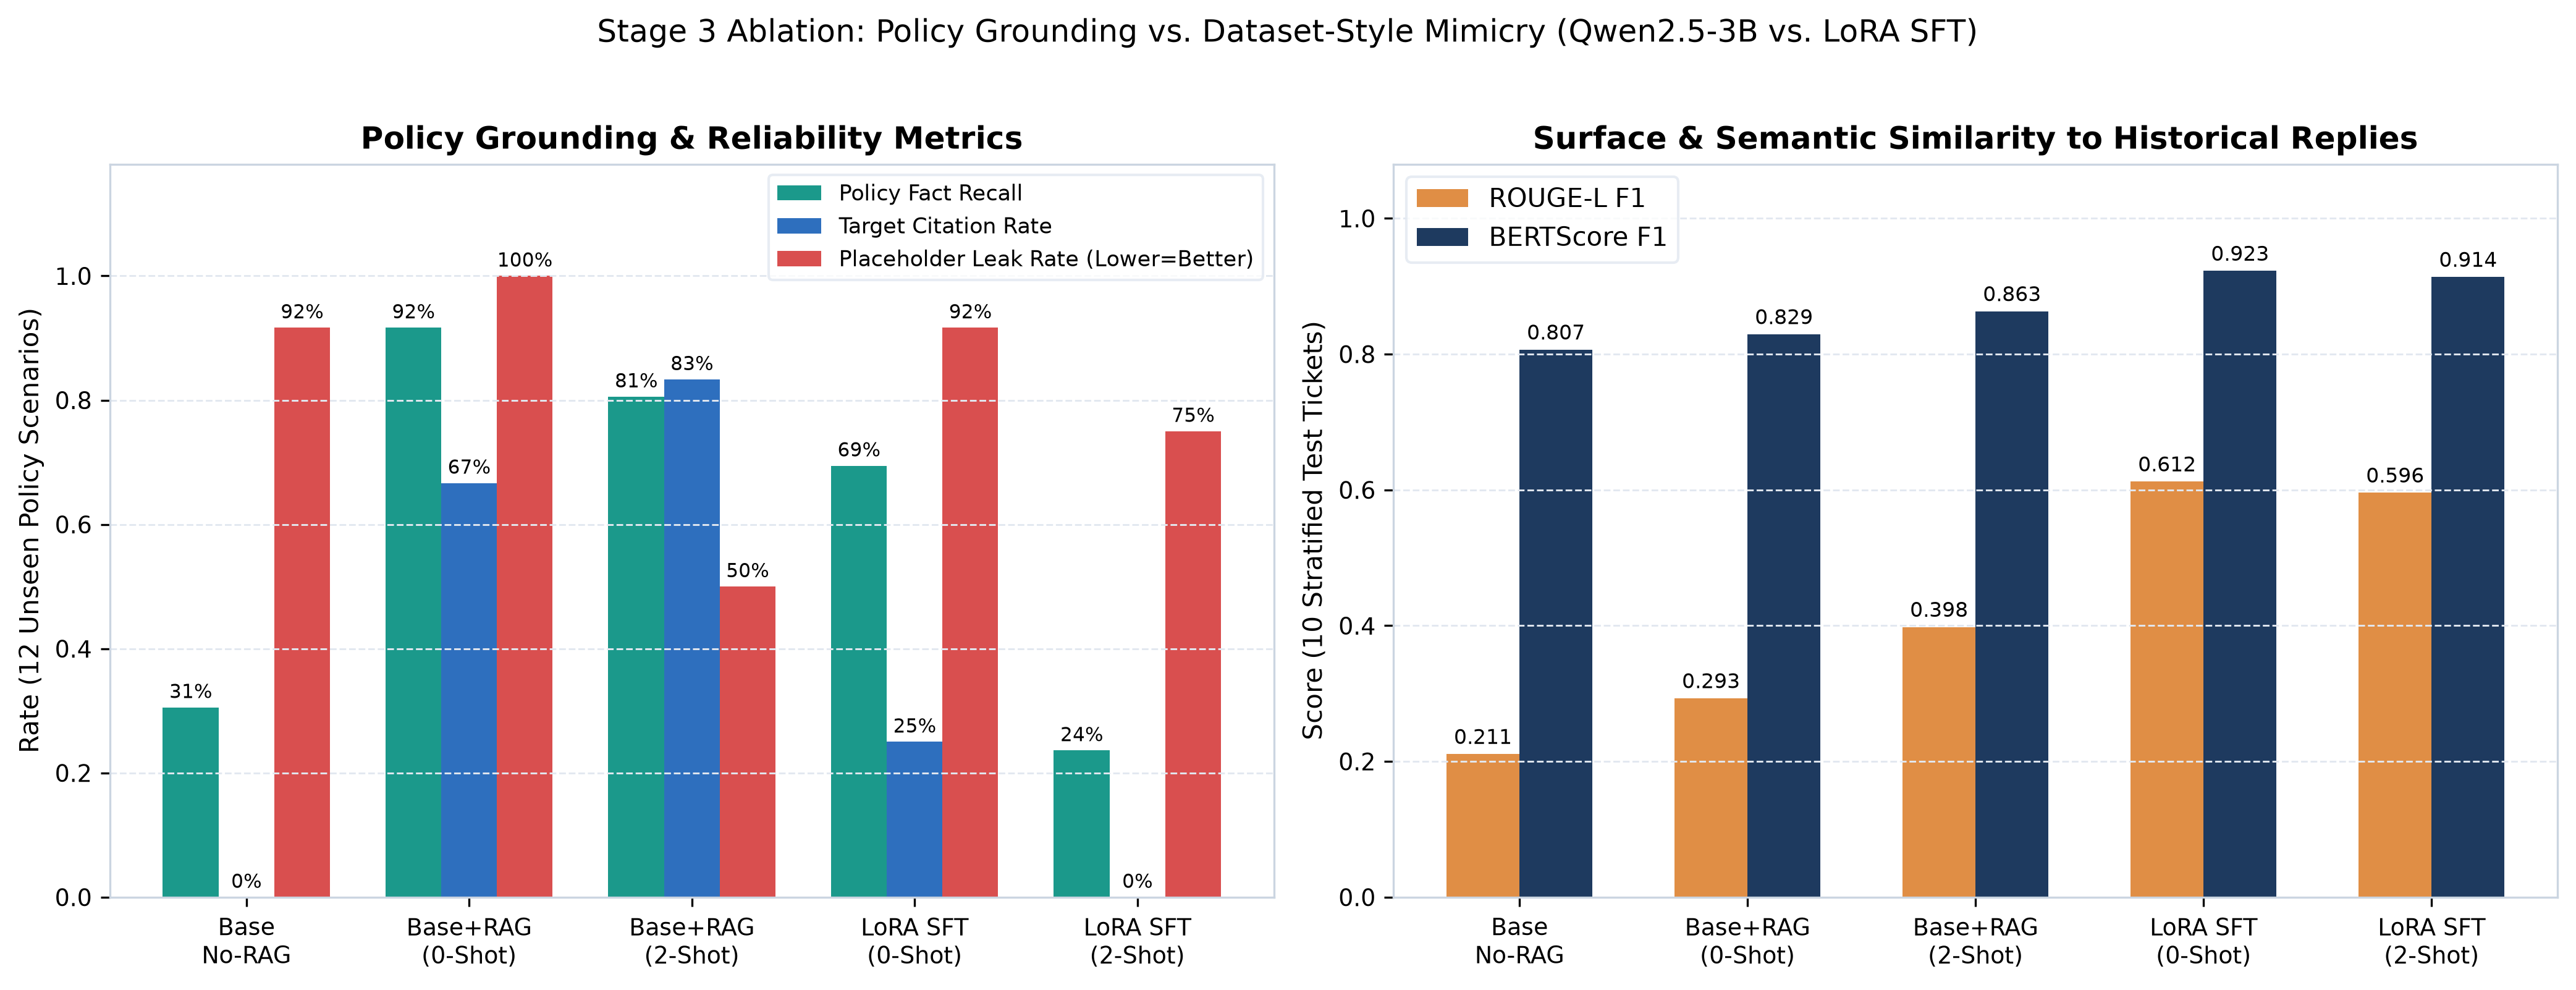 Stage 3 Ablation: Policy Grounding vs. Dataset-Style Mimicry (Qwen2.5-3B vs. LoRA SFT)
Policy Grounding & Reliability Metrics
Rate (12 Unseen Policy Scenarios)
Policy Fact Recall
Target Citation Rate
Placeholder Leak Rate (Lower=Better)
1.0
0.8
0.6
0.4
0.2
0.0
31%
0%
92%
92%
67%
100%
81%
83%
50%
69%
25%
92%
24%
0%
75%
Base
No-RAG
Base+RAG
(0-Shot)
Base+RAG
(2-Shot)
LoRA SFT
(0-Shot)
LoRA SFT
(2-Shot)
Surface & Semantic Similarity to Historical Replies
Score (10 Stratified Test Tickets)
ROUGE-L F1
BERTScore F1
1.0
0.8
0.6
0.4
0.2
0.0
0.211
0.807
0.293
0.829
0.398
0.863
0.612
0.923
0.596
0.914
Base
No-RAG
Base+RAG
(0-Shot)
Base+RAG
(2-Shot)
LoRA SFT
(0-Shot)
LoRA SFT
(2-Shot)